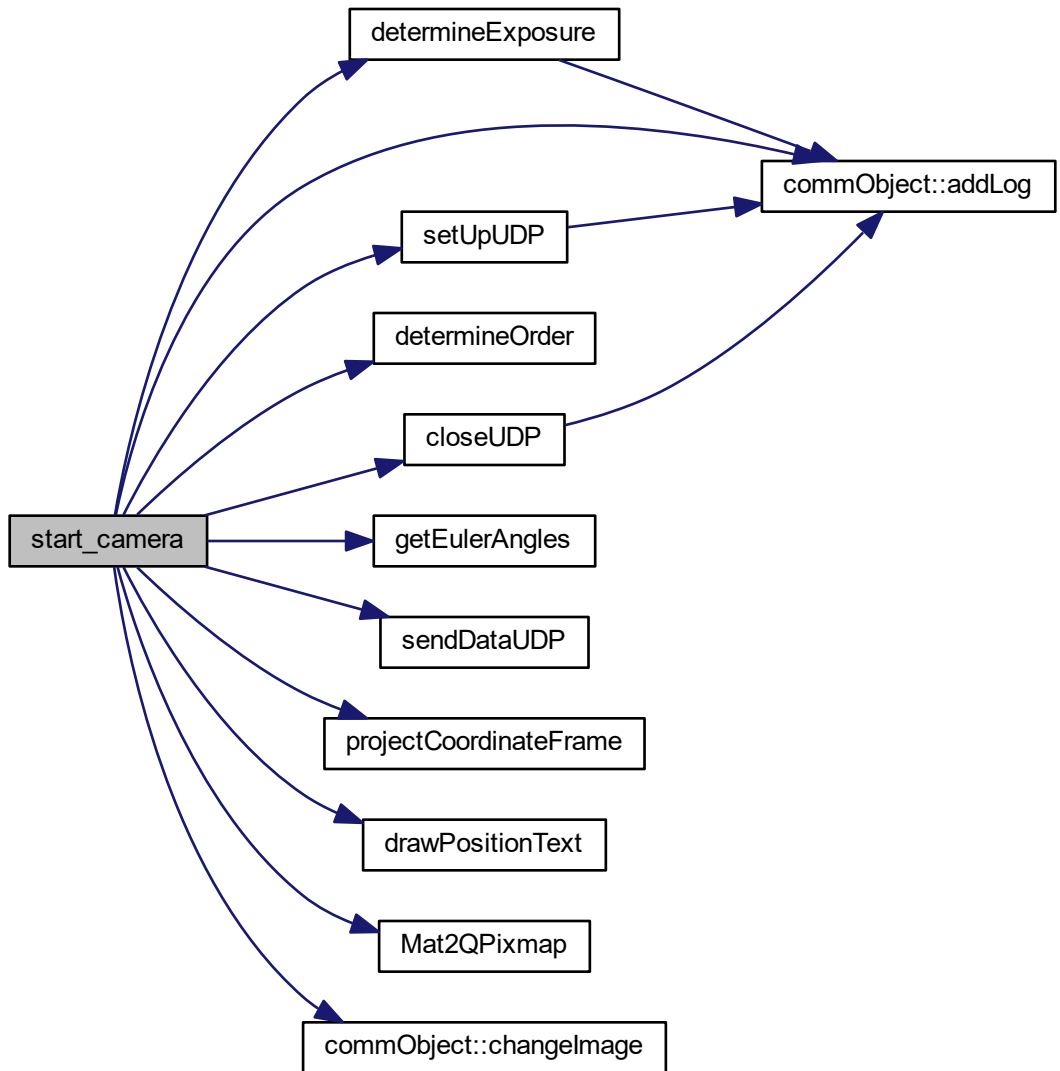 determineExposure
commObject::addLog
setUpUDP
determineOrder
closeUDP
start_camera
getEulerAngles
sendDataUDP
projectCoordinateFrame
drawPositionText
Mat2QPixmap
commObject::changeImage